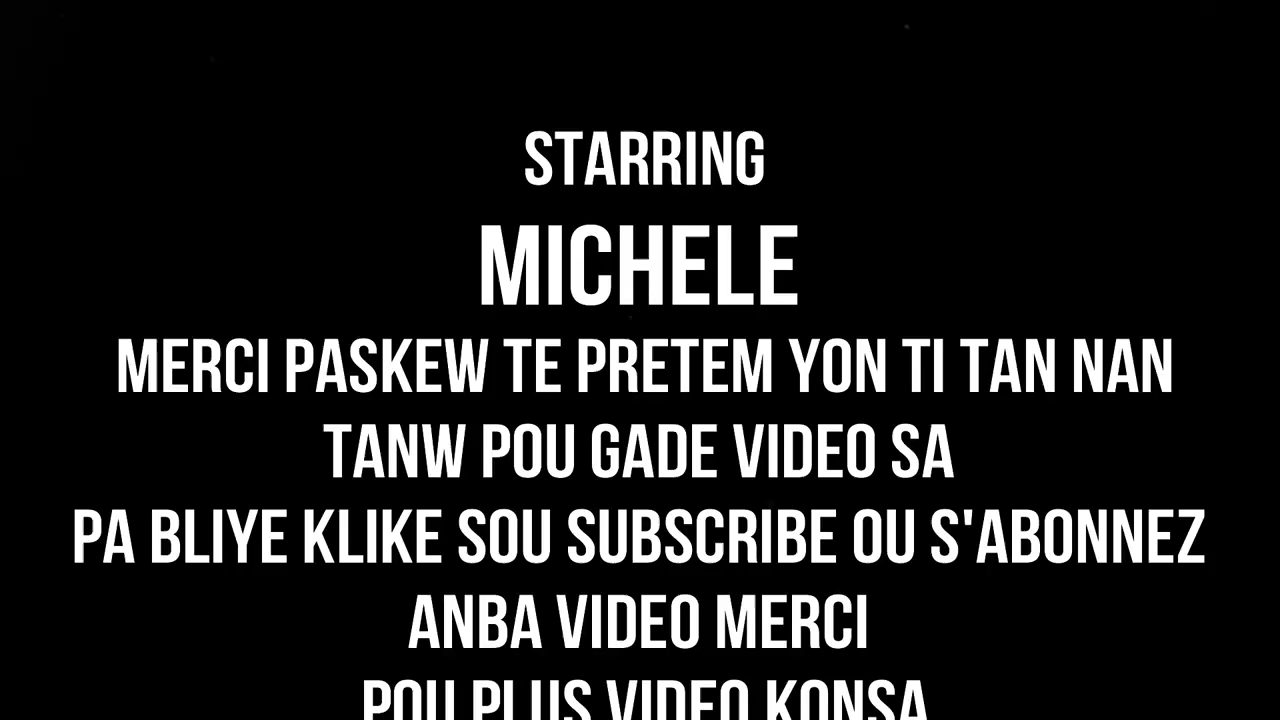 STARRING
MICHELE
MERCI PASKEW TE PRETEM YON TI TAN NAN
TANW POU GADE VIDEO SA
PA BLIYE KLIKE SOU SUBSCRIBE OU S'ABONNEZ
ANBA VIDEO MERCI
POU PLUS VIDEO KONSA